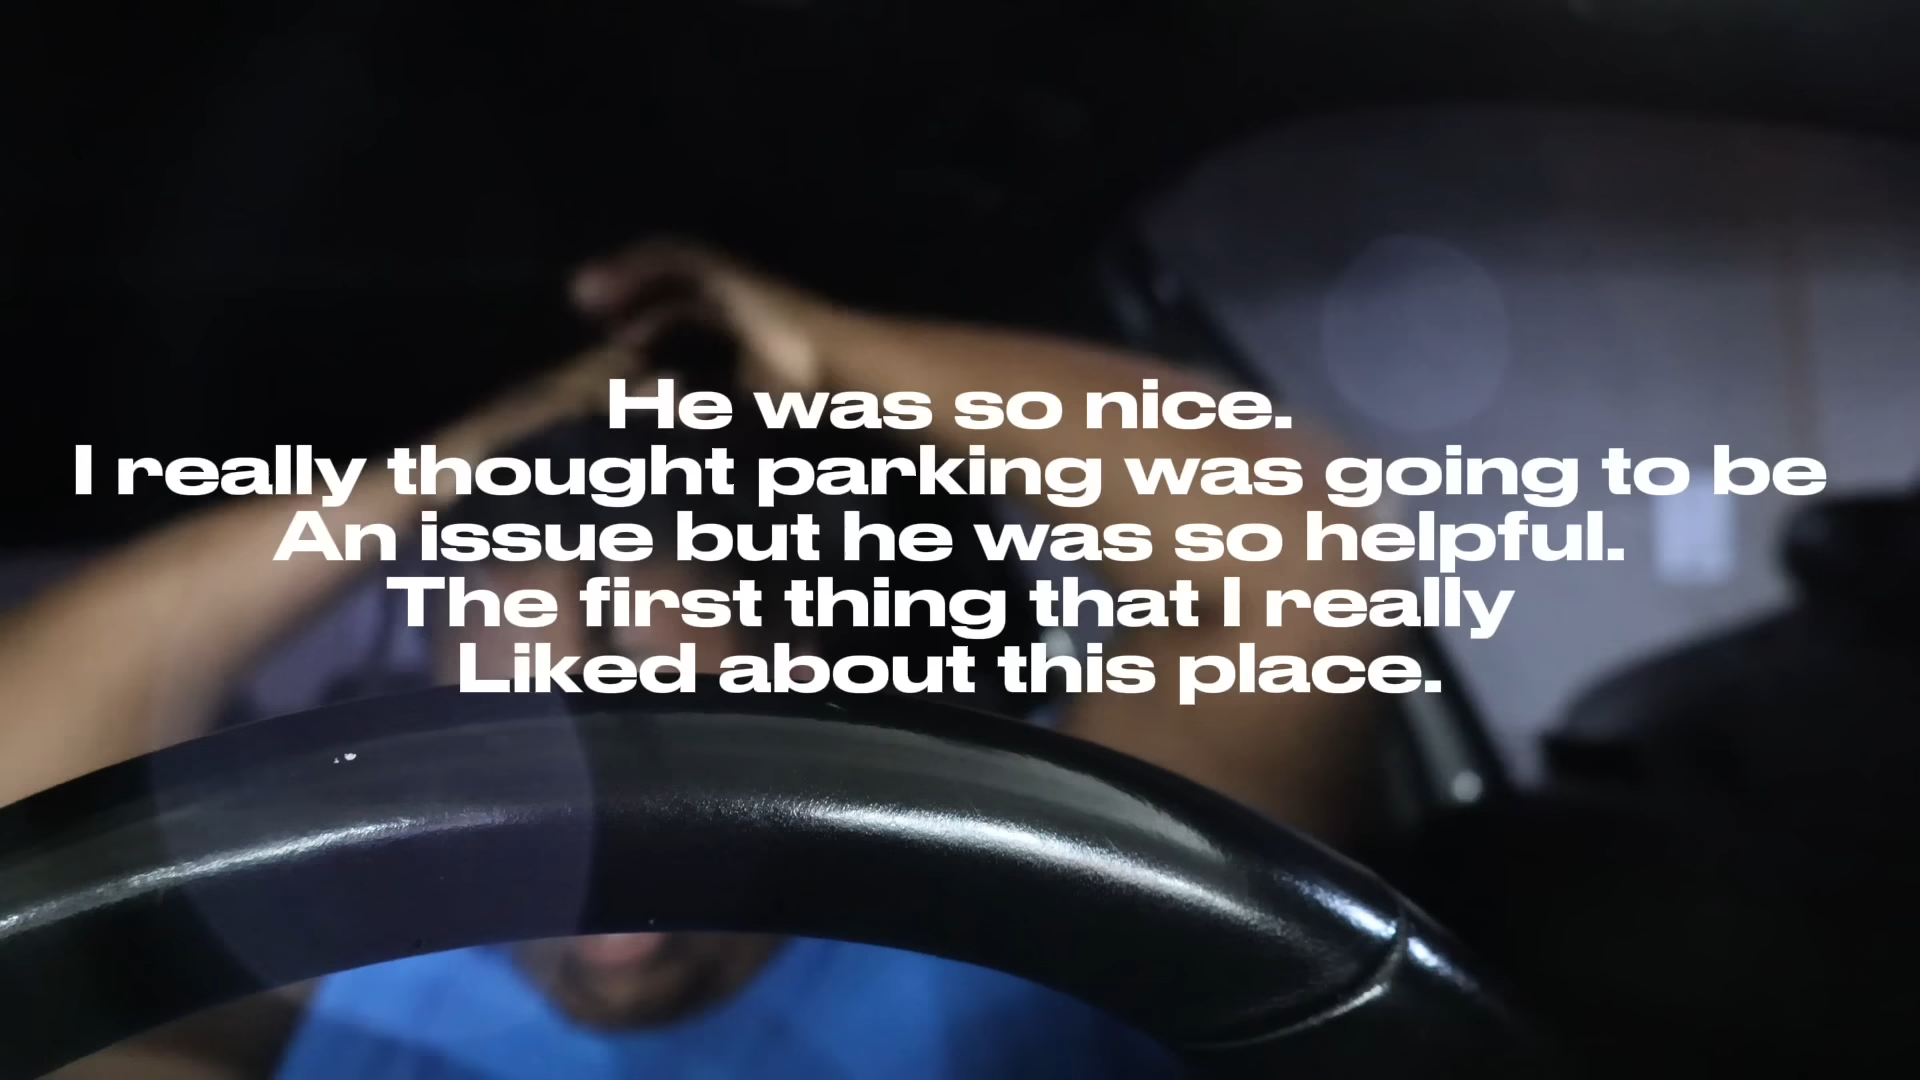 He was so nice.
I really thought parking was going to be
An issue but he was so helpful.
The first thing that I really
Liked about this place.